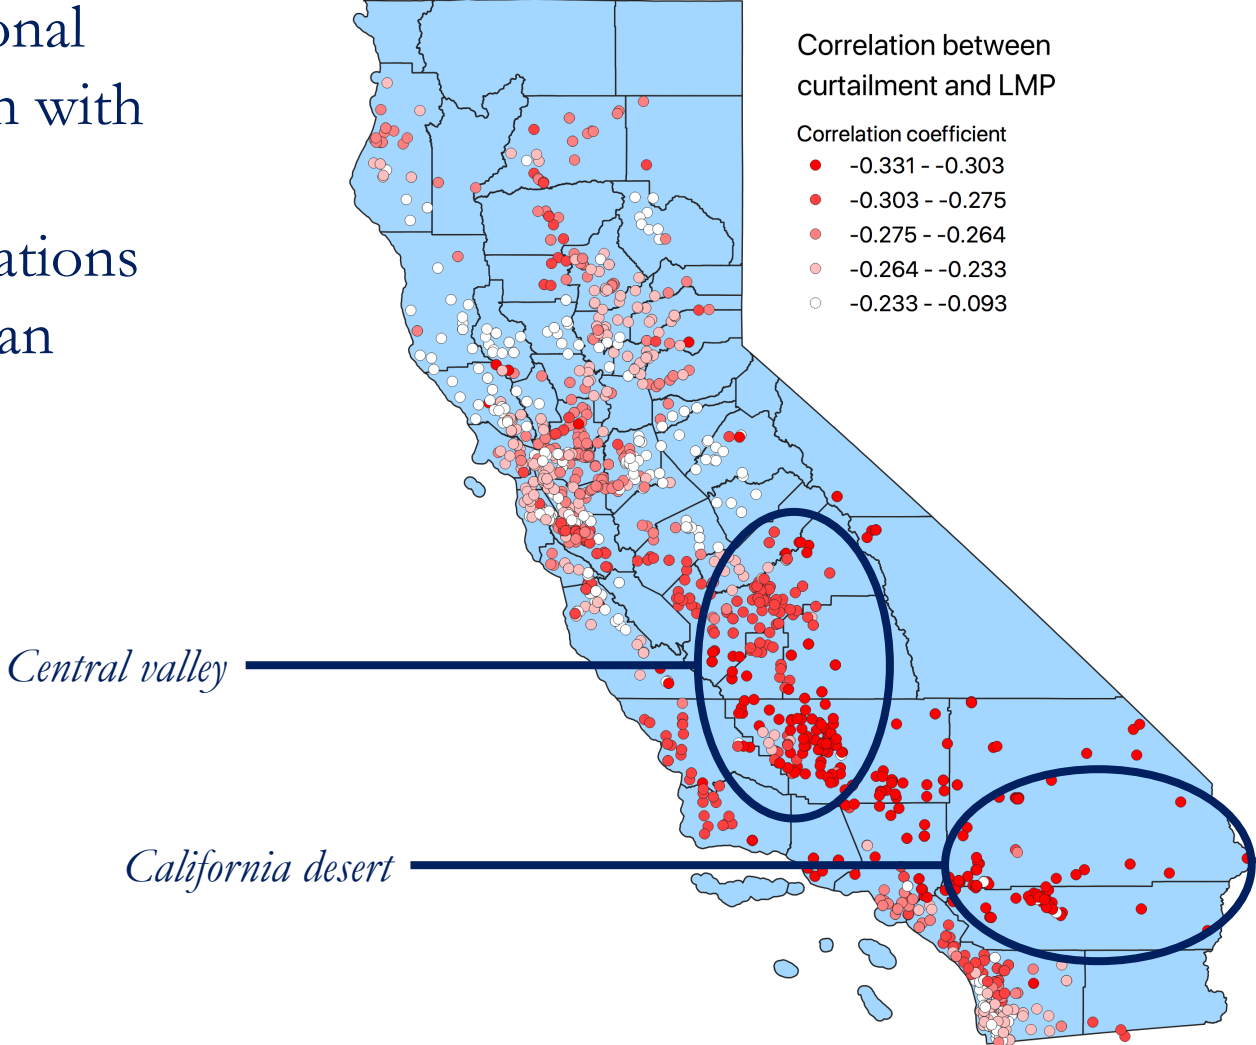 onal
with
ations
an
Correlation between
curtailment and LMP
Correlation coefficient
-0.331 - -0.303
-0.303 - -0.275
-0.275 - -0.264
-0.264 - -0.233
-0.233 - -0.093
Central valley
California desert